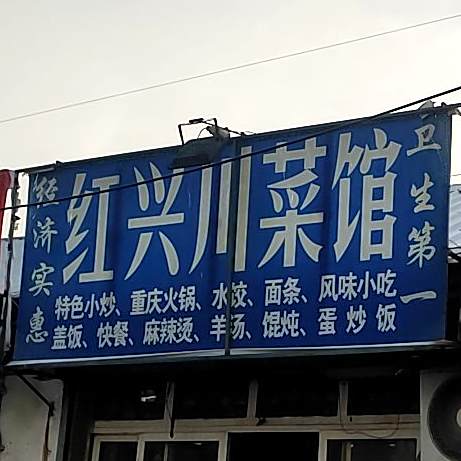 经济实惠
红兴川菜馆
卫生第一
特色小炒、重庆火锅、水饺、面条、风味小吃
盖饭、快餐、麻辣烫、羊汤、馄炖、蛋炒饭